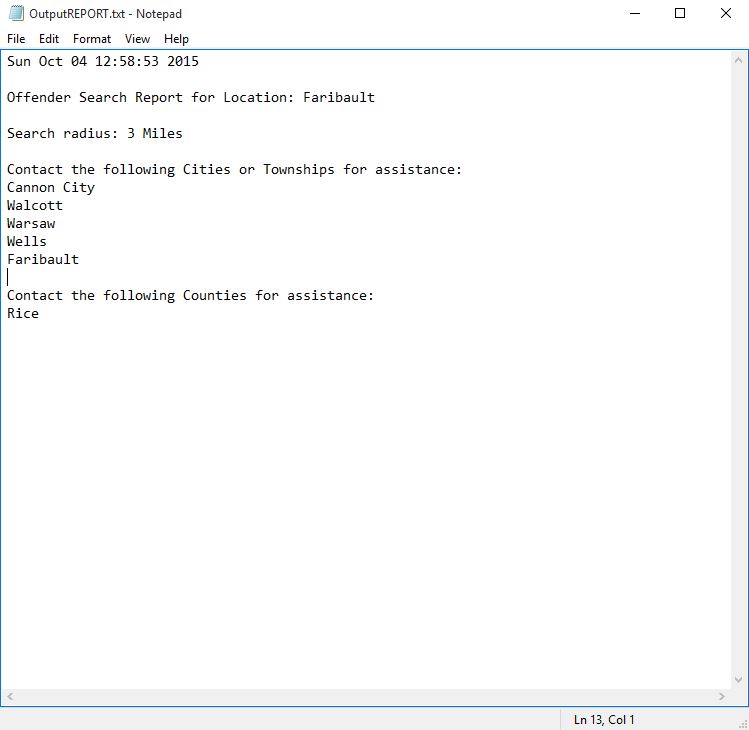 OutputREPORT.txt - Notepad
File Edit Format View Help
Sun Oct 04 12:58:53 2015
Offender Search Report for Location: Faribault
Search radius: 3 Miles
Contact the following Cities or Townships for assistance:
Cannon City
Walcott
Warsaw
Wells
Faribault
Contact the following Counties for assistance:
Rice
Ln 13, Col 1